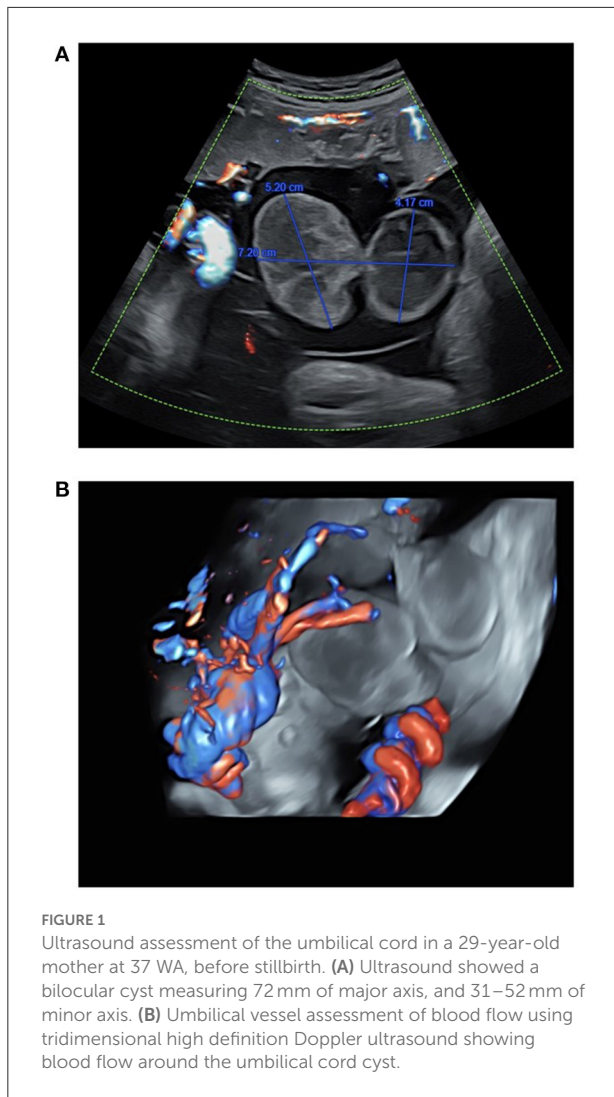 A
5.20 cm
4.17 cm
7.20 cm
B
FIGURE 1
Ultrasound assessment of the umbilical cord in a 29-year-old
mother at 37 WA, before stillbirth. (A) Ultrasound showed a
bilocular cyst measuring 72 mm of major axis, and 31–52 mm of
minor axis. (B) Umbilical vessel assessment of blood flow using
tridimensional high definition Doppler ultrasound showing
blood flow around the umbilical cord cyst.